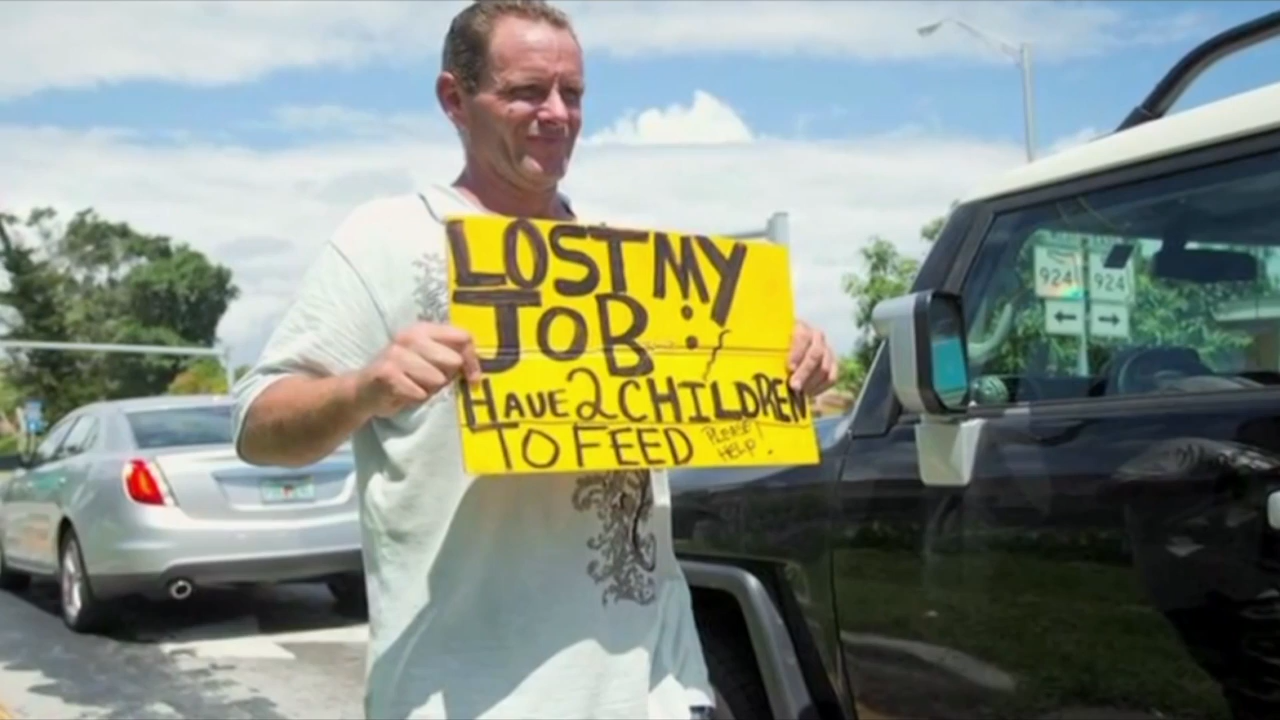 LOST MY
JOB.
HAVE 2 CHILDREN
TO FEED
PLEASE!
HELP.
924
924